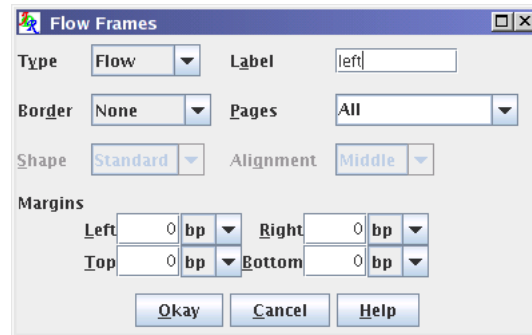 Flow Frames
Type Flow Label left
Border None Pages All
Shape Standard Alignment Middle
Margins
Left 0 bp Right 0 bp
Top 0 bp Bottom 0 bp
Okay Cancel Help